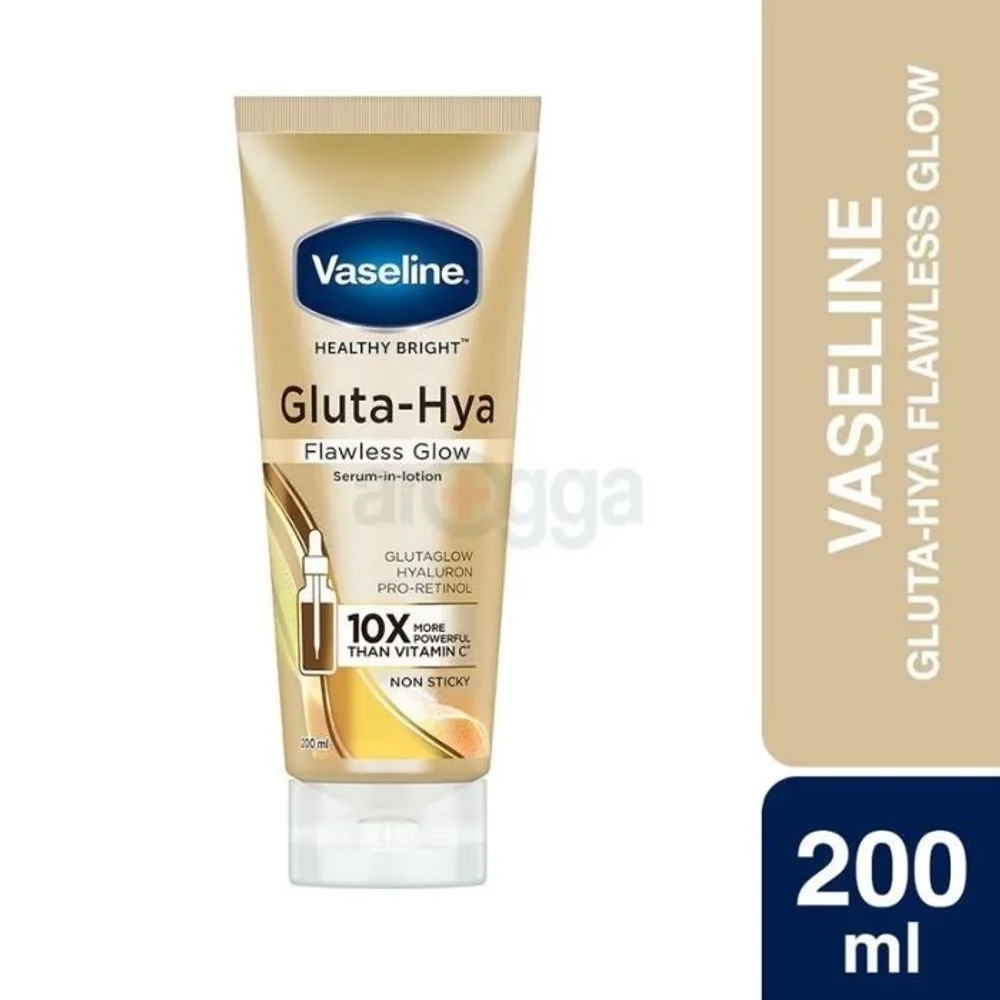 Vaseline
HEALTHY BRIGHT™
Gluta-Hya
Flawless Glow
Serum-in-lotion
arogga
GLUTAGLOW
HYALURON
PRO-RETINOL
10X MORE POWERFUL
THAN VITAMIN C*
NON STICKY
200 ml
VASELINE
GLUTA-HYA FLAWLESS GLOW
200
ml